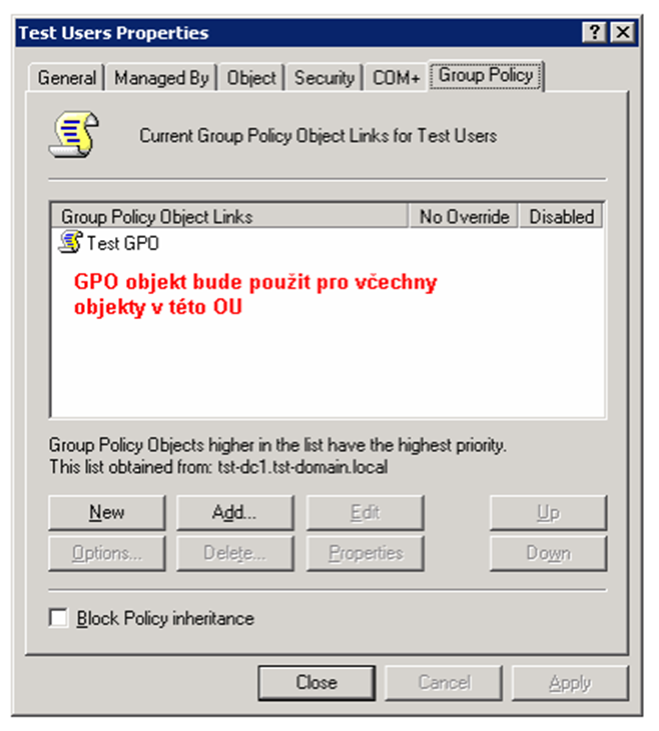 Test Users Properties
General Managed By Object Security COM+ Group Policy
Current Group Policy Object Links for Test Users
Group Policy Object Links No Override Disabled
Test GPO
GPO objekt bude použit pro včechny
objekty v této OU
Group Policy Objects higher in the list have the highest priority.
This list obtained from: tst-dc1.tst-domain.local
New Add... Edit Up
Options... Delete... Properties Down
Block Policy inheritance
Close Cancel Apply